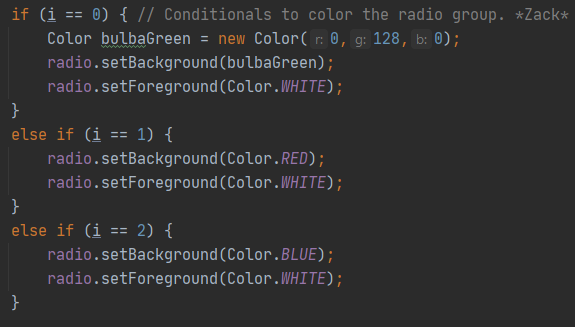 if (i == 0) { // Conditionals to color the radio group. *Zack*
    Color bulbaGreen = new Color( r: 0, g: 128, b: 0);
    radio.setBackground(bulbaGreen);
    radio.setForeground(Color.WHITE);
}
else if (i == 1) {
    radio.setBackground(Color.RED);
    radio.setForeground(Color.WHITE);
}
else if (i == 2) {
    radio.setBackground(Color.BLUE);
    radio.setForeground(Color.WHITE);
}